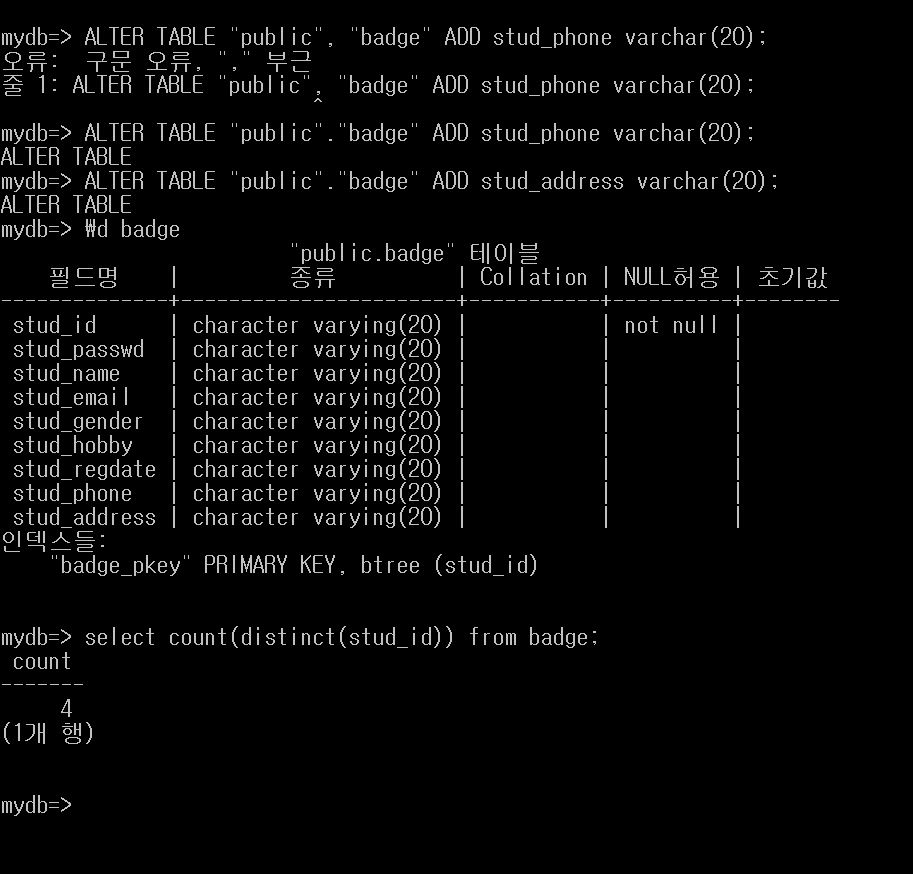 mydb=> ALTER TABLE "public", "badge" ADD stud_phone varchar(20);
오류:  구문 오류, "," 부근
줄 1: ALTER TABLE "public", "badge" ADD stud_phone varchar(20);
                          ^
mydb=> ALTER TABLE "public"."badge" ADD stud_phone varchar(20);
ALTER TABLE
mydb=> ALTER TABLE "public"."badge" ADD stud_address varchar(20);
ALTER TABLE
mydb=> ₩d badge
                        "public.badge" 테이블
    필드명    |         종류          | Collation | NULL허용 | 초기값
--------------+-----------------------+-----------+----------+--------
 stud_id      | character varying(20) |           | not null |
 stud_passwd  | character varying(20) |           |          |
 stud_name    | character varying(20) |           |          |
 stud_email   | character varying(20) |           |          |
 stud_gender  | character varying(20) |           |          |
 stud_hobby   | character varying(20) |           |          |
 stud_regdate | character varying(20) |           |          |
 stud_phone   | character varying(20) |           |          |
 stud_address | character varying(20) |           |          |
인덱스들:
    "badge_pkey" PRIMARY KEY, btree (stud_id)
mydb=> select count(distinct(stud_id)) from badge;
 count
-------
     4
(1개 행)
mydb=>